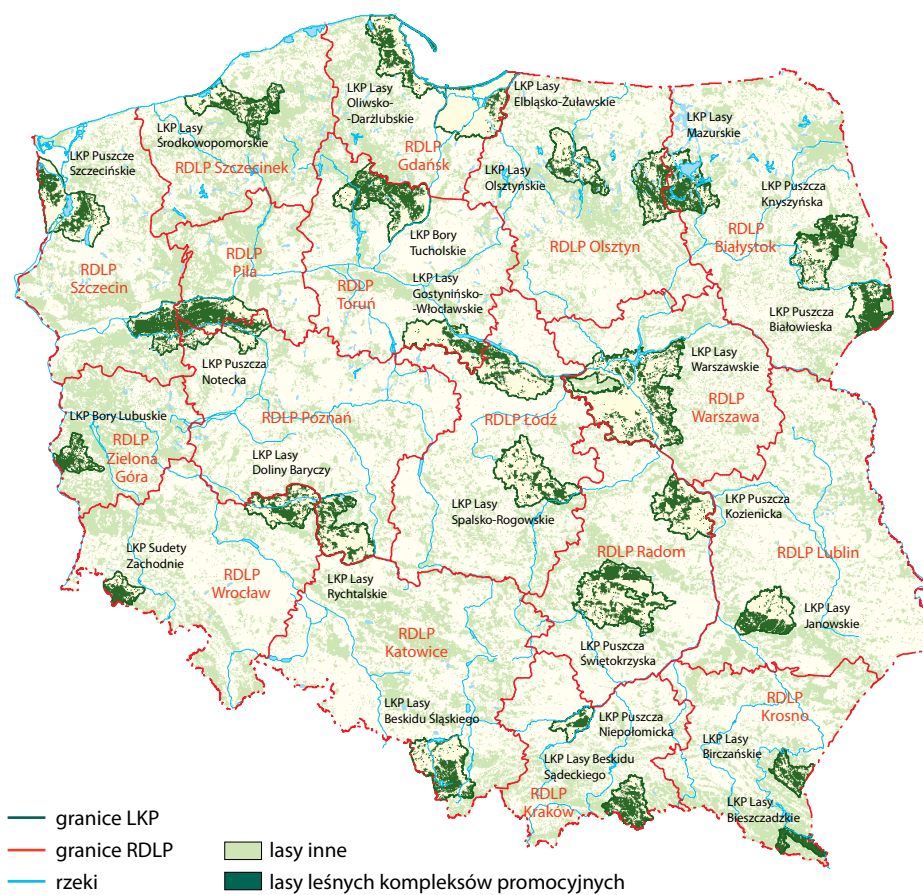 LKP Lasy
Oliwsko-
-Darżlubskie
LKP Lasy
Elbląsko-Żuławskie
LKP Lasy
Środkowopomorskie
RDLP Szczecinek
RDLP
Gdańsk
LKP Lasy
Mazurskie
LKP Puszcze
Szczecińskie
LKP Lasy
Olsztyńskie
LKP Puszcza
Knyszyńska
RDLP
Białystok
LKP Bory
Tucholskie
RDLP Olsztyn
RDLP
Szczecin
RDLP
Piła
RDLP
Toruń
LKP Lasy
Gostynińsko-
-Włocławskie
LKP Puszcza
Białowieska
LKP Puszcza
Notecka
LKP Lasy
Warszawskie
RDLP
Warszawa
LKP Bory Lubuskie
RDLP
Zielona
Góra
RDLP Poznań
RDLP Łódź
LKP Lasy
Doliny Baryczy
LKP Lasy
Spalsko-Rogowskie
LKP Puszcza
Kozienicka
LKP Sudety
Zachodnie
RDLP
Wrocław
LKP Lasy
Rychtalskie
RDLP Radom
RDLP Lublin
LKP Lasy
Janowskie
RDLP
Katowice
LKP Puszcza
Świętokrzyska
LKP Lasy
Beskidu Śląskiego
LKP Puszcza
Niepołomicka
RDLP
Krosno
LKP Lasy
Birczańskie
LKP Lasy Beskidu
Sądeckiego
RDLP
Kraków
LKP Lasy
Bieszczadzkie
granice LKP
granice RDLP
rzeki
lasy inne
lasy leśnych kompleksów promocyjnych